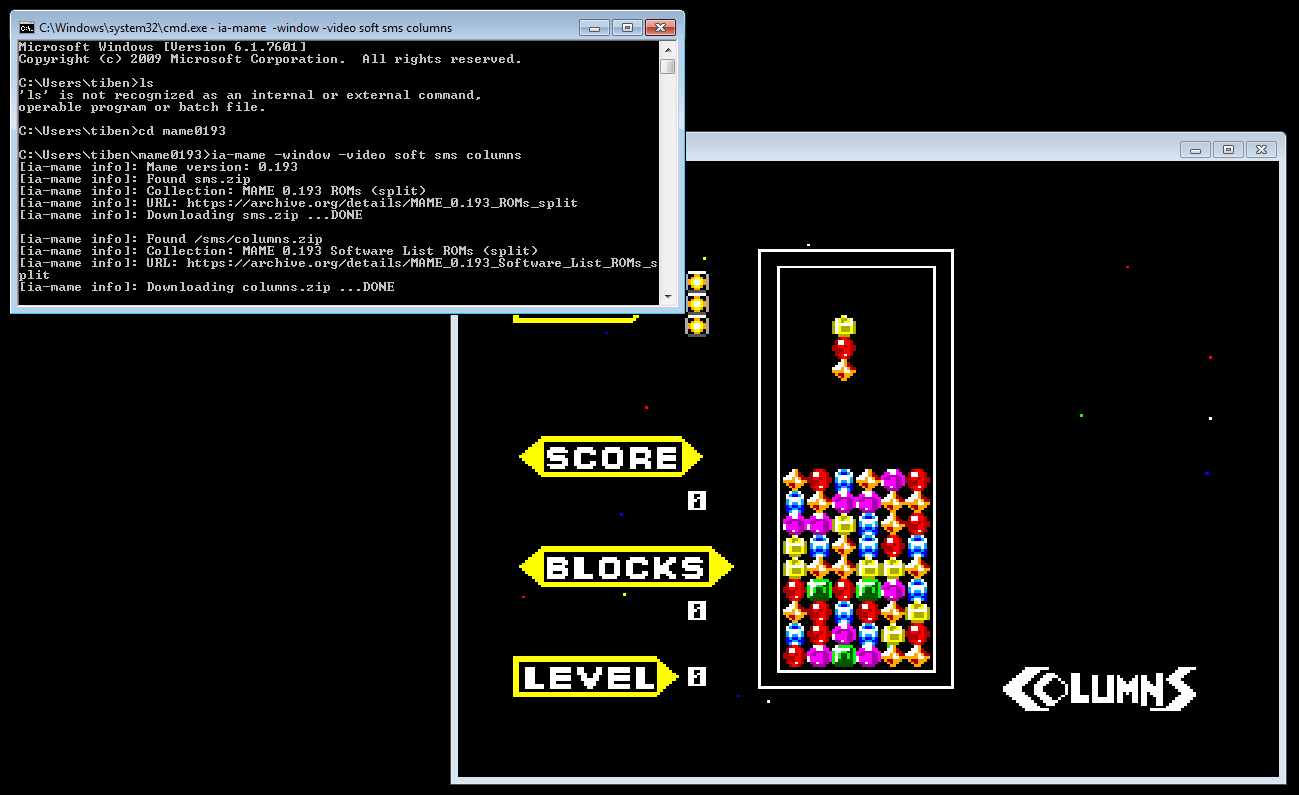 C:\Windows\system32\cmd.exe - ia-mame  -window -video soft sms columns
Microsoft Windows [Version 6.1.7601]
Copyright (c) 2009 Microsoft Corporation.  All rights reserved.
C:\Users\tiben>ls
'ls' is not recognized as an internal or external command,
operable program or batch file.
C:\Users\tiben>cd mame0193
C:\Users\tiben\mame0193>ia-mame -window -video soft sms columns
[ia-mame info]: Mame version: 0.193
[ia-mame info]: Found sms.zip
[ia-mame info]: Collection: MAME 0.193 ROMs (split)
[ia-mame info]: URL: https://archive.org/details/MAME_0.193_ROMs_split
[ia-mame info]: Downloading sms.zip ...DONE
[ia-mame info]: Found /sms/columns.zip
[ia-mame info]: Collection: MAME 0.193 Software List ROMs (split)
[ia-mame info]: URL: https://archive.org/details/MAME_0.193_Software_List_ROMs_s
plit
[ia-mame info]: Downloading columns.zip ...DONE
SCORE
0
BLOCKS
0
LEVEL 0
COLUMNS